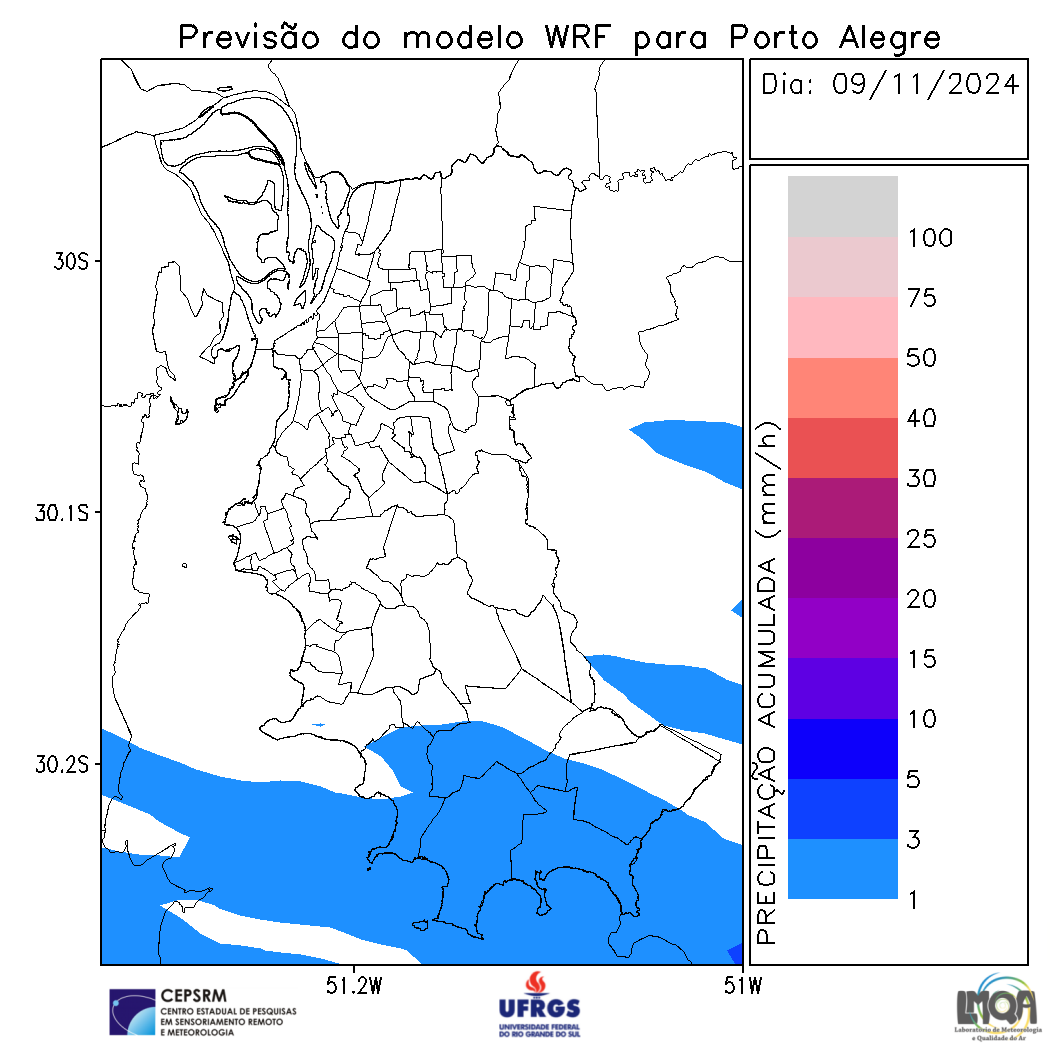 Previsão do modelo WRF para Porto Alegre
Dia: 09/11/2024
30S
30.1S
30.2S
51.2W
51W
PRECIPITAÇÃO ACUMULADA (mm/h)
100
75
50
40
30
25
20
15
10
5
3
1
CEPSRM
CENTRO ESTADUAL DE PESQUISAS
EM SENSORIAMENTO REMOTO
E METEOROLOGIA
UFRGS
UNIVERSIDADE FEDERAL
DO RIO GRANDE DO SUL
LMQA
Laboratório de Meteorologia
e Qualidade do Ar